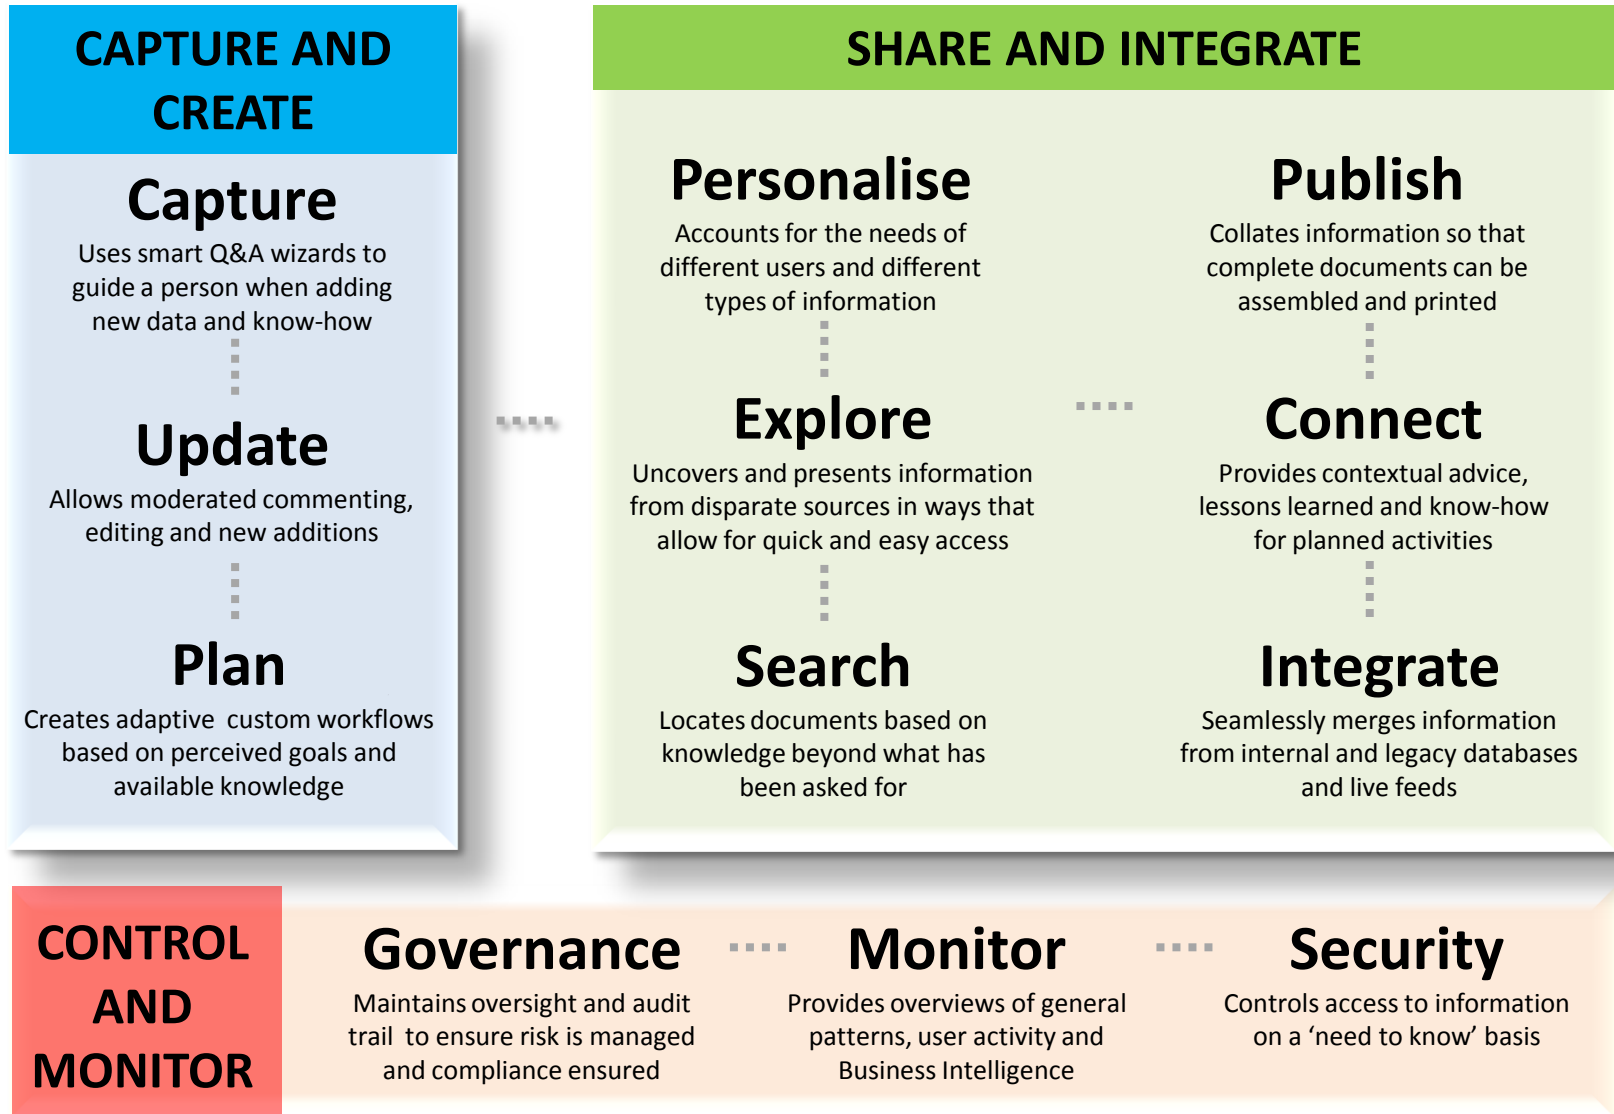 CAPTURE AND
CREATE
Capture
Uses smart Q&A wizards to
guide a person when adding
new data and know-how
Update
Allows moderated commenting,
editing and new additions
Plan
Creates adaptive  custom workflows
based on perceived goals and
available knowledge
SHARE AND INTEGRATE
Personalise
Accounts for the needs of
different users and different
types of information
Explore
Uncovers and presents information
from disparate sources in ways that
allow for quick and easy access
Search
Locates documents based on
knowledge beyond what has
been asked for
Publish
Collates information so that
complete documents can be
assembled and printed
Connect
Provides contextual advice,
lessons learned and know-how
for planned activities
Integrate
Seamlessly merges information
from internal and legacy databases
and live feeds
CONTROL
AND
MONITOR
Governance
Maintains oversight and audit
trail  to ensure risk is managed
and compliance ensured
Monitor
Provides overviews of general
patterns, user activity and
Business Intelligence
Security
Controls access to information
on a ‘need to know’ basis